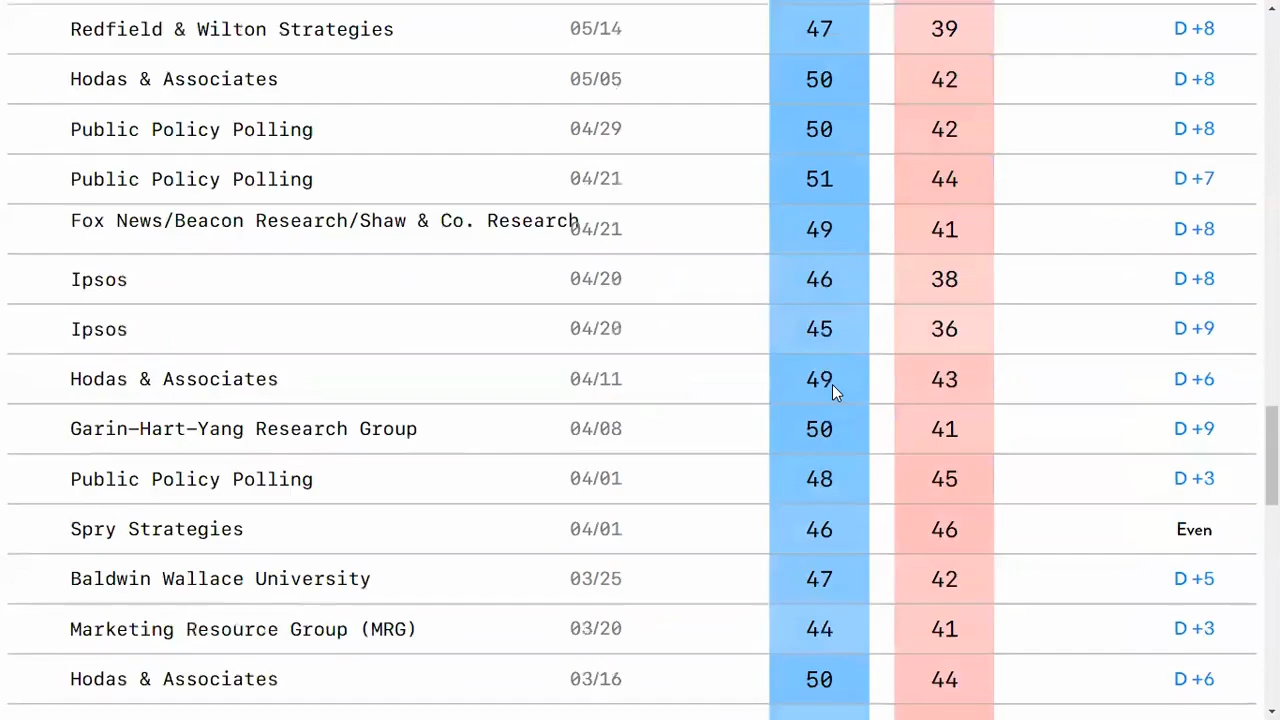 Redfield & Wilton Strategies 05/14 47 39 D +8
Hodas & Associates 05/05 50 42 D +8
Public Policy Polling 04/29 50 42 D +8
Public Policy Polling 04/21 51 44 D +7
Fox News/Beacon Research/Shaw & Co. Research 04/21 49 41 D +8
Ipsos 04/20 46 38 D +8
Ipsos 04/20 45 36 D +9
Hodas & Associates 04/11 49 43 D +6
Garin-Hart-Yang Research Group 04/08 50 41 D +9
Public Policy Polling 04/01 48 45 D +3
Spry Strategies 04/01 46 46 Even
Baldwin Wallace University 03/25 47 42 D +5
Marketing Resource Group (MRG) 03/20 44 41 D +3
Hodas & Associates 03/16 50 44 D +6